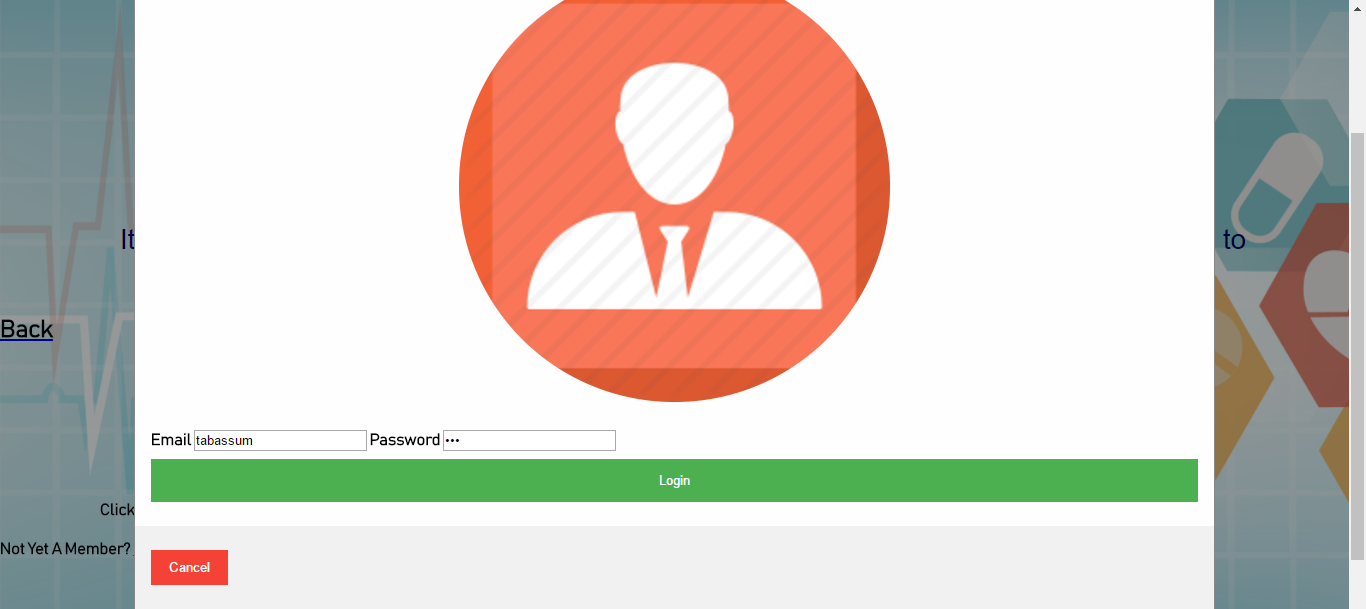 It
to
Back
Email tabassum Password •••
Login
Click
Not Yet A Member?
Cancel